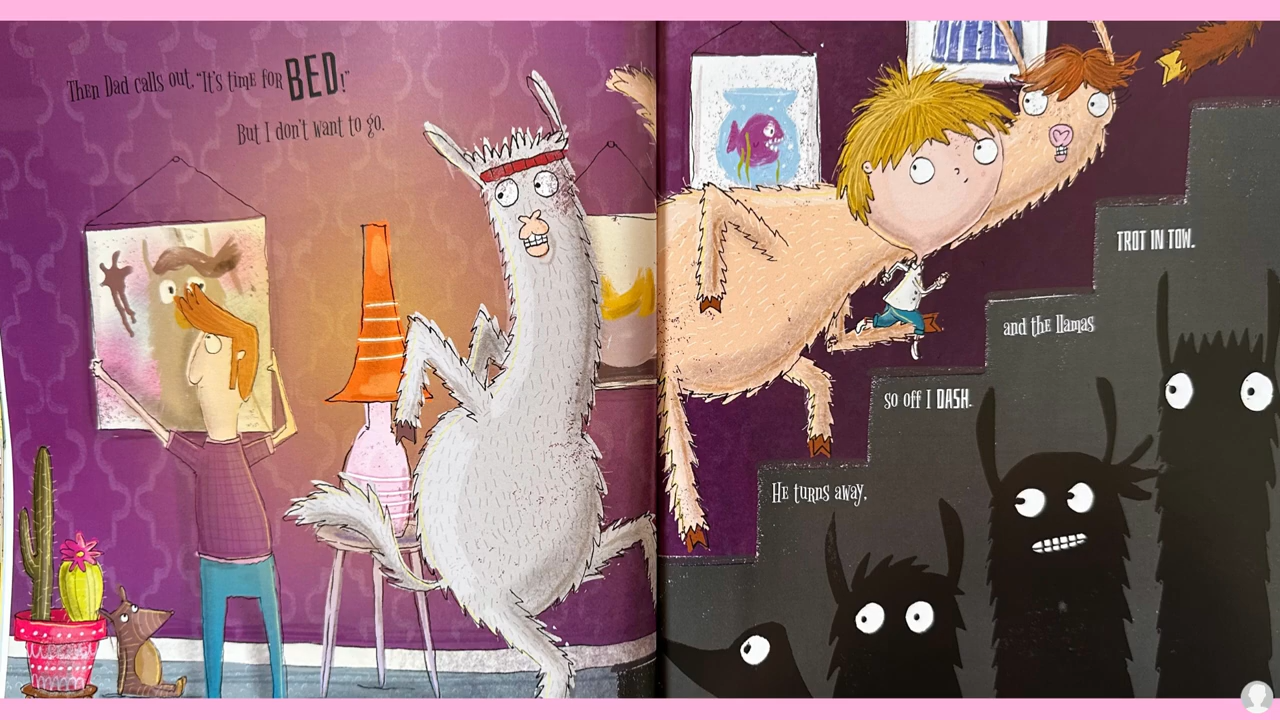 Then Dad calls out, "It's time for BED!"
But I don't want to go.
He turns away,
so off I DASH.
and the llamas
TROT IN TOW.